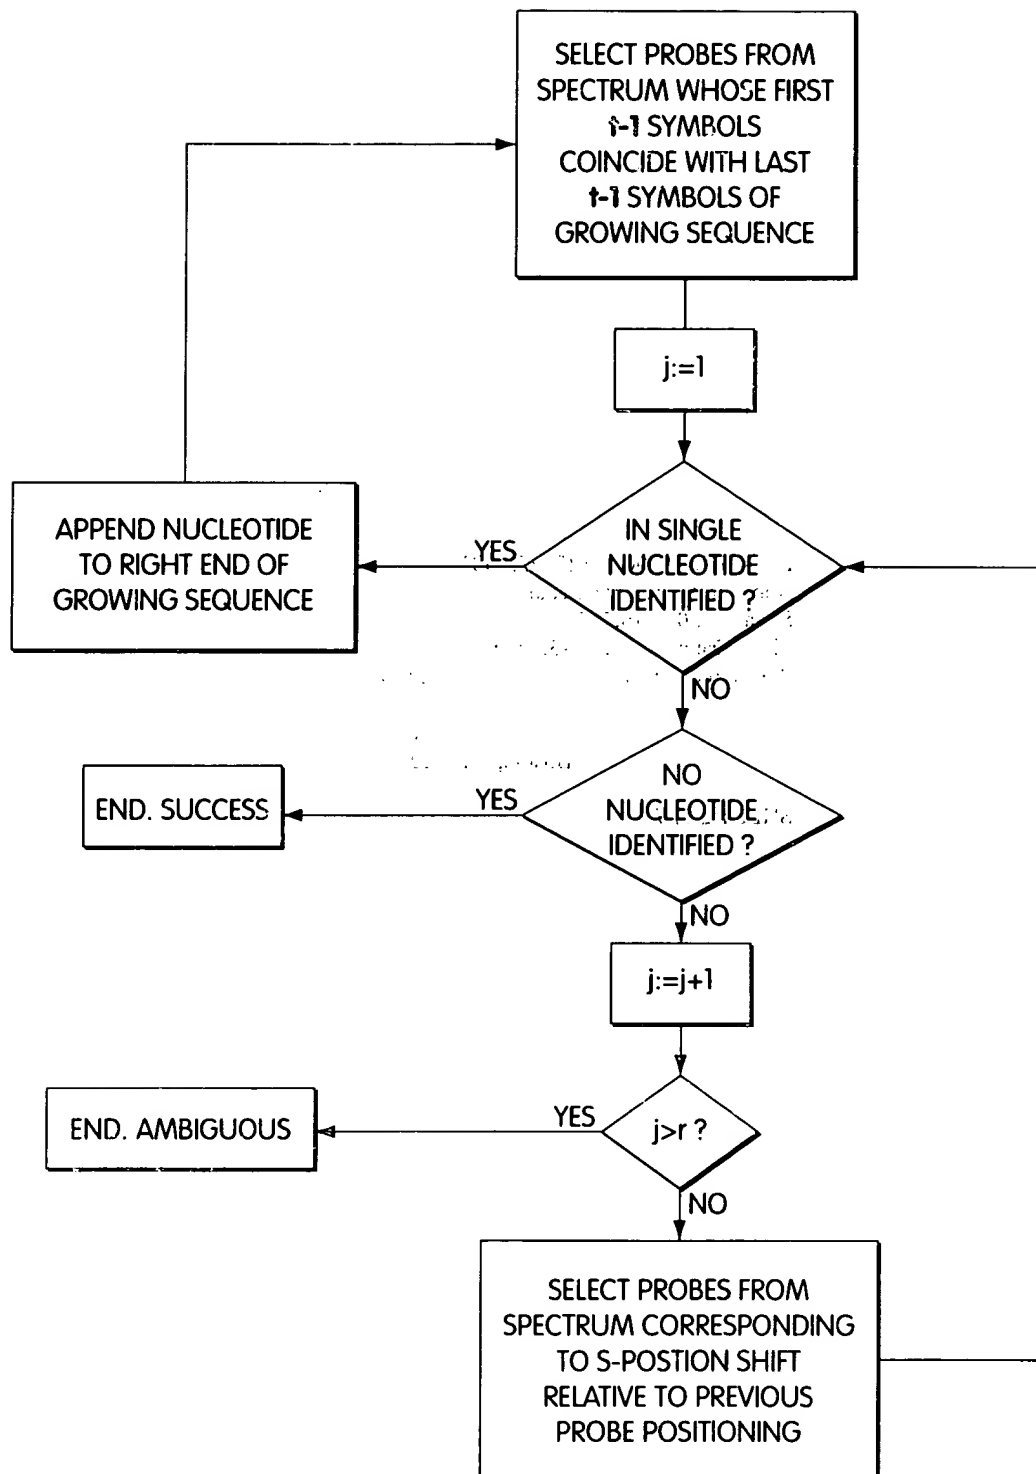 SELECT PROBES FROM
SPECTRUM WHOSE FIRST
t-1 SYMBOLS
COINCIDE WITH LAST
t-1 SYMBOLS OF
GROWING SEQUENCE
j:=1
IN SINGLE
NUCLEOTIDE
IDENTIFIED ?
YES
APPEND NUCLEOTIDE
TO RIGHT END OF
GROWING SEQUENCE
NO
NO
NUCLEOTIDE
IDENTIFIED ?
YES
END. SUCCESS
NO
j:=j+1
j>r ?
YES
END. AMBIGUOUS
NO
SELECT PROBES FROM
SPECTRUM CORRESPONDING
TO S-POSTION SHIFT
RELATIVE TO PREVIOUS
PROBE POSITIONING